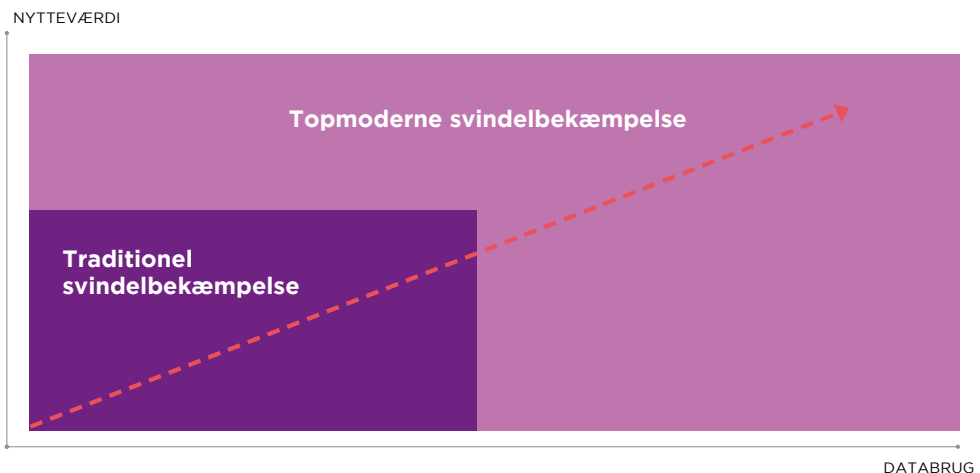 NYTTEVÆRDI
Topmoderne svindelbekæmpelse
Traditionel
svindelbekæmpelse
DATABRUG